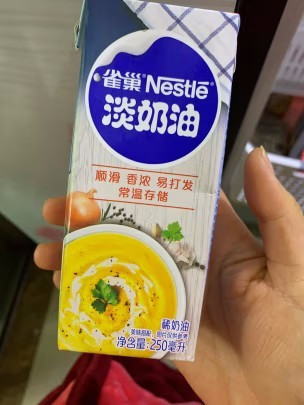 雀巢 Nestlé
淡奶油
顺滑 香浓 易打发
常温存储
稀奶油
净含量:250毫升